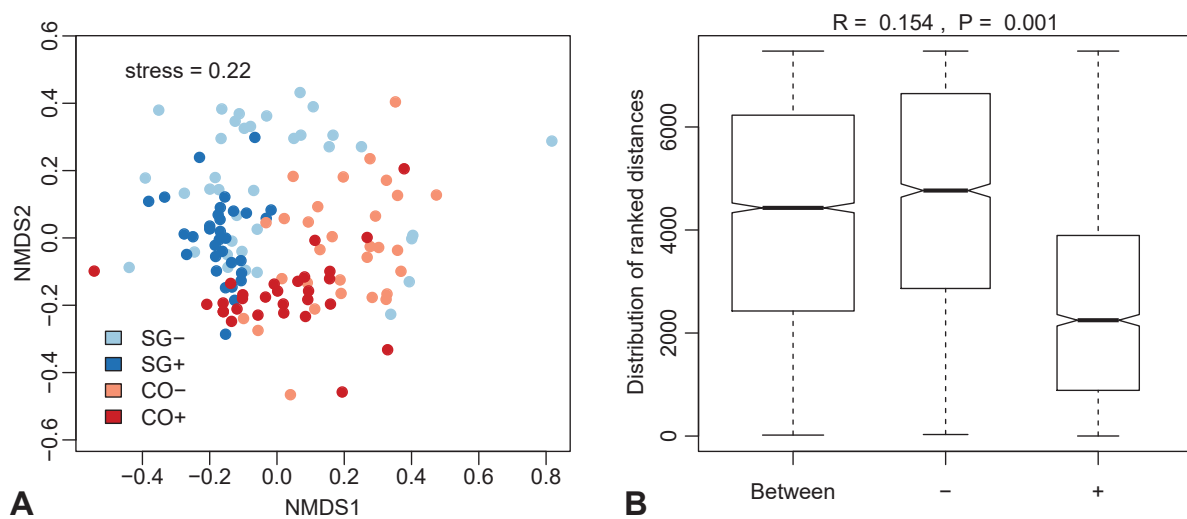 R = 0.154 , P = 0.001
stress = 0.22
NMDS2
0.6
0.4
0.2
0.0
−0.2
−0.4
−0.6
SG−
SG+
CO−
CO+
−0.4 −0.2 0.0 0.2 0.4 0.6 0.8
NMDS1
A
Distribution of ranked distances
6000
4000
2000
0
Between − +
B